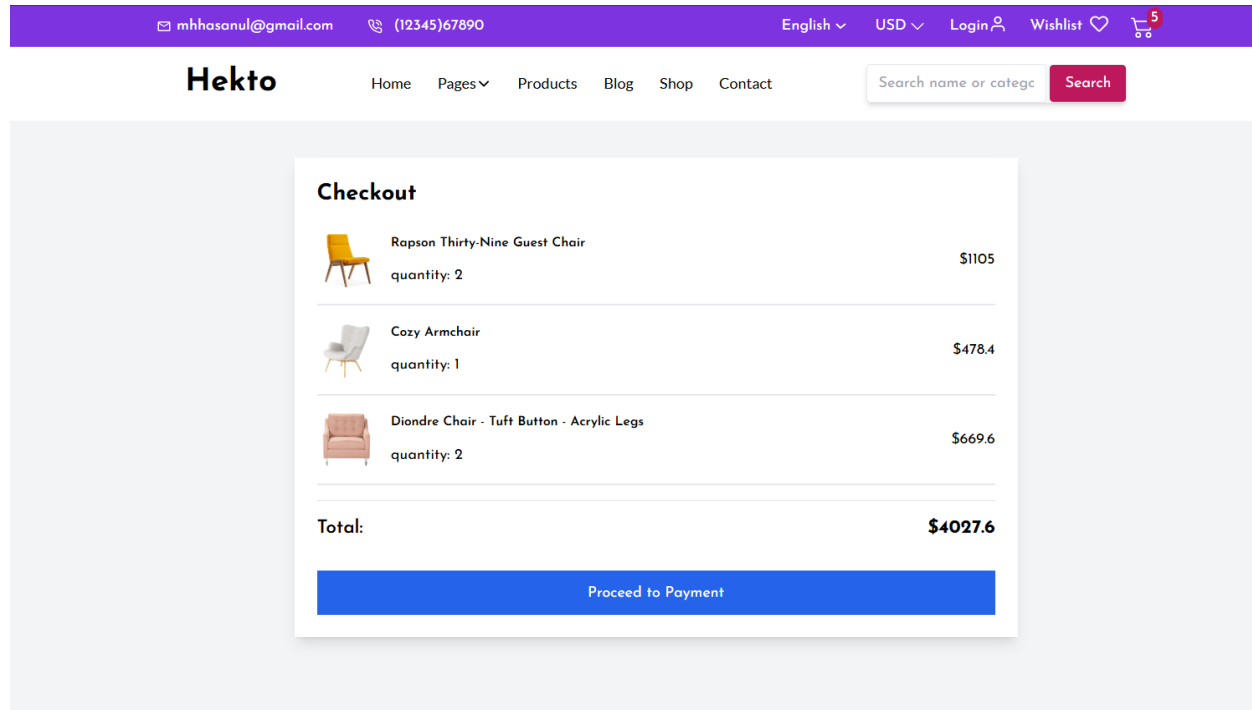 mhhasanul@gmail.com (12345)67890 English USD Login Wishlist 5
Hekto Home Pages Products Blog Shop Contact Search name or catego Search
Checkout
Rapson Thirty-Nine Guest Chair
quantity: 2
$1105
Cozy Armchair
quantity: 1
$478.4
Diondre Chair - Tuft Button - Acrylic Legs
quantity: 2
$669.6
Total: $4027.6
Proceed to Payment